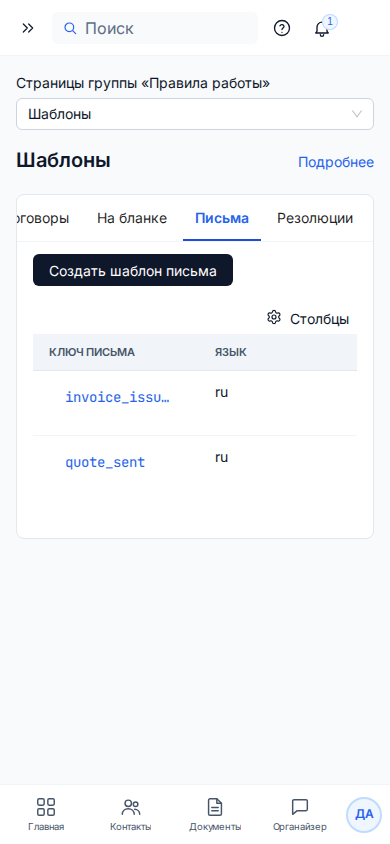 Поиск
1
Страницы группы «Правила работы»
Шаблоны
Шаблоны
Подробнее
оговоры На бланке Письма Резолюции
Создать шаблон письма
Столбцы
КЛЮЧ ПИСЬМА ЯЗЫК
invoice_issu… ru
quote_sent ru
Главная Контакты Документы Органайзер ДА